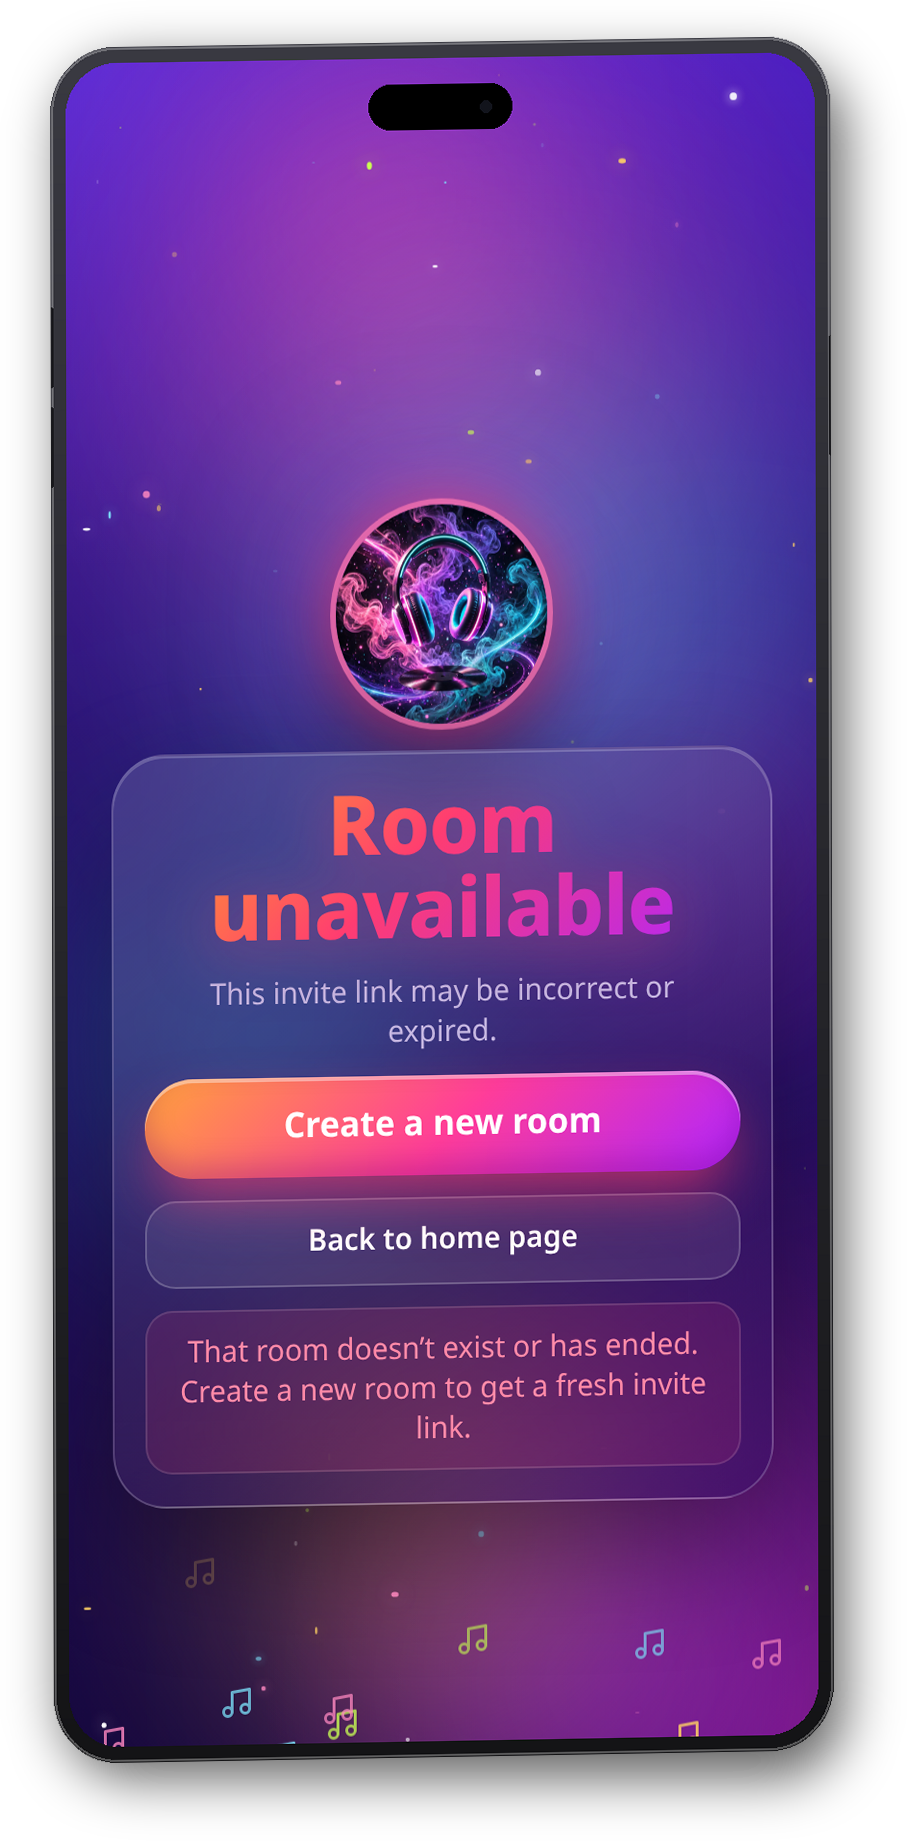 Room
unavailable
This invite link may be incorrect or
expired.
Create a new room
Back to home page
That room doesn’t exist or has ended.
Create a new room to get a fresh invite
link.